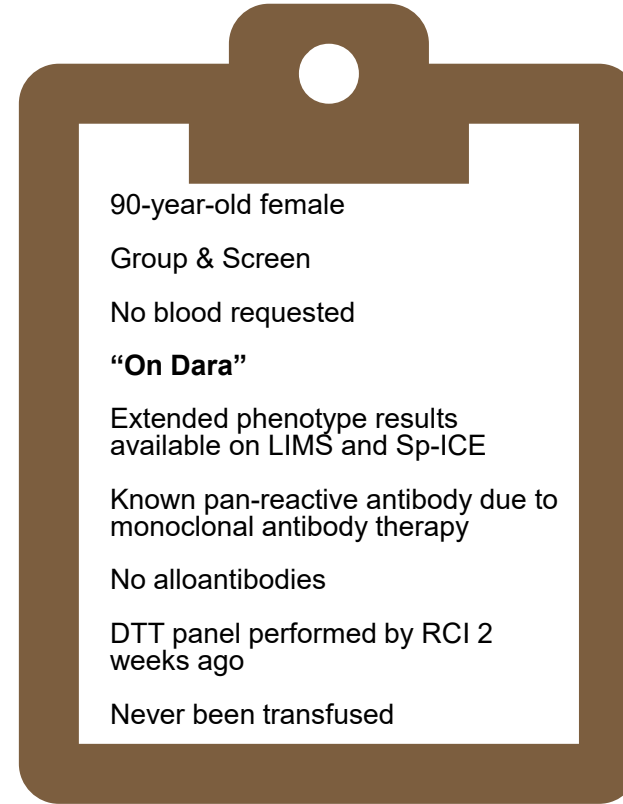 90-year-old female
Group & Screen
No blood requested
“On Dara”
Extended phenotype results
available on LIMS and Sp-ICE
Known pan-reactive antibody due to
monoclonal antibody therapy
No alloantibodies
DTT panel performed by RCI 2
weeks ago
Never been transfused